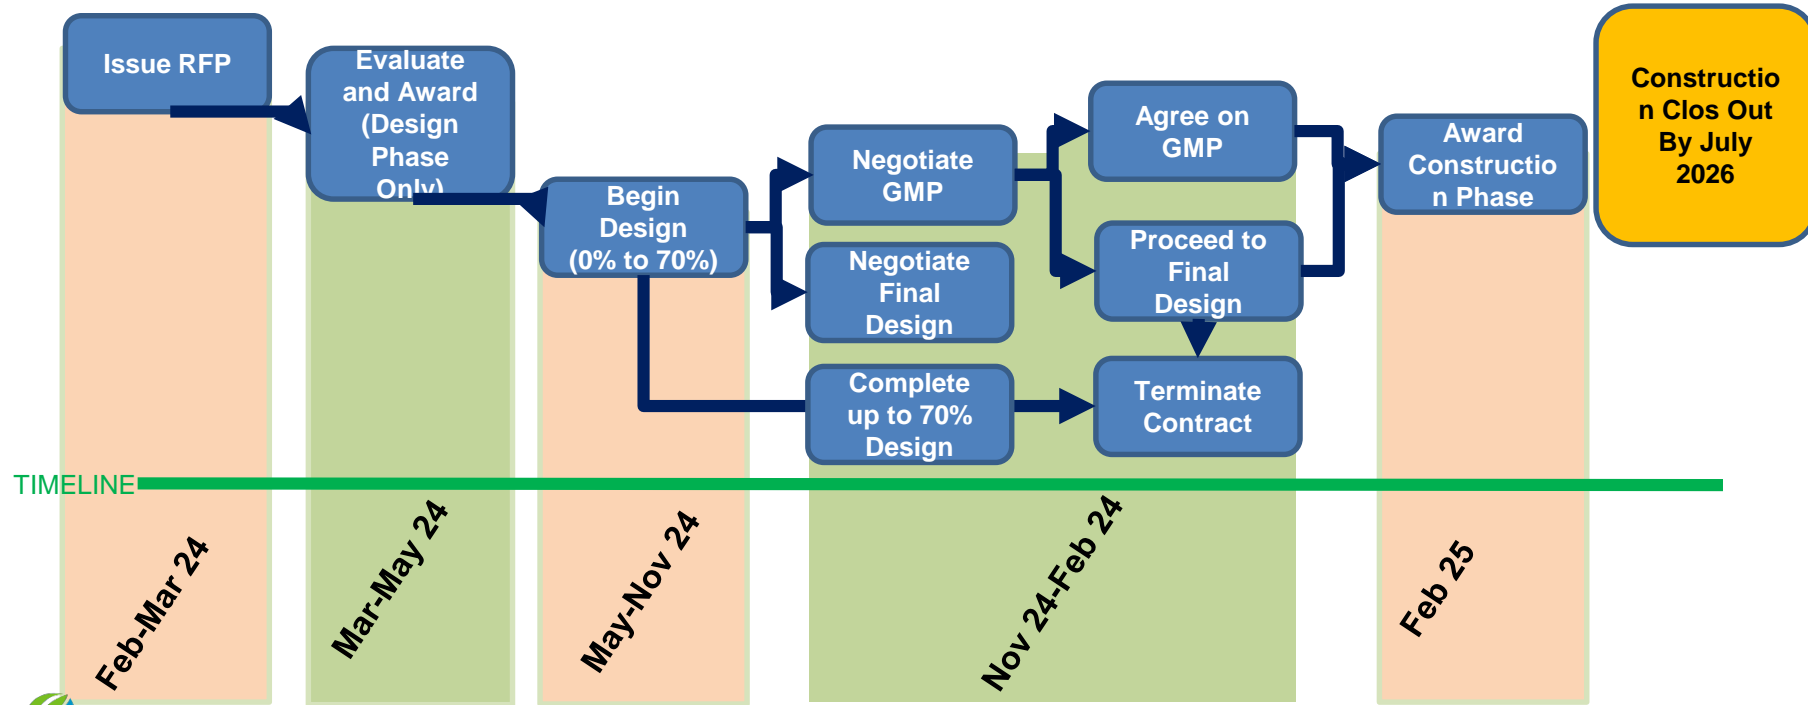 Issue RFP
Evaluate
and Award
(Design
Phase
Only)
Begin
Design
(0% to 70%)
Negotiate
GMP
Negotiate
Final
Design
Complete
up to 70%
Design
Agree on
GMP
Proceed to
Final
Design
Terminate
Contract
Award
Constructio
n Phase
Constructio
n Clos Out
By July
2026
TIMELINE
Feb-Mar 24
Mar-May 24
May-Nov 24
Nov 24-Feb 24
Feb 25